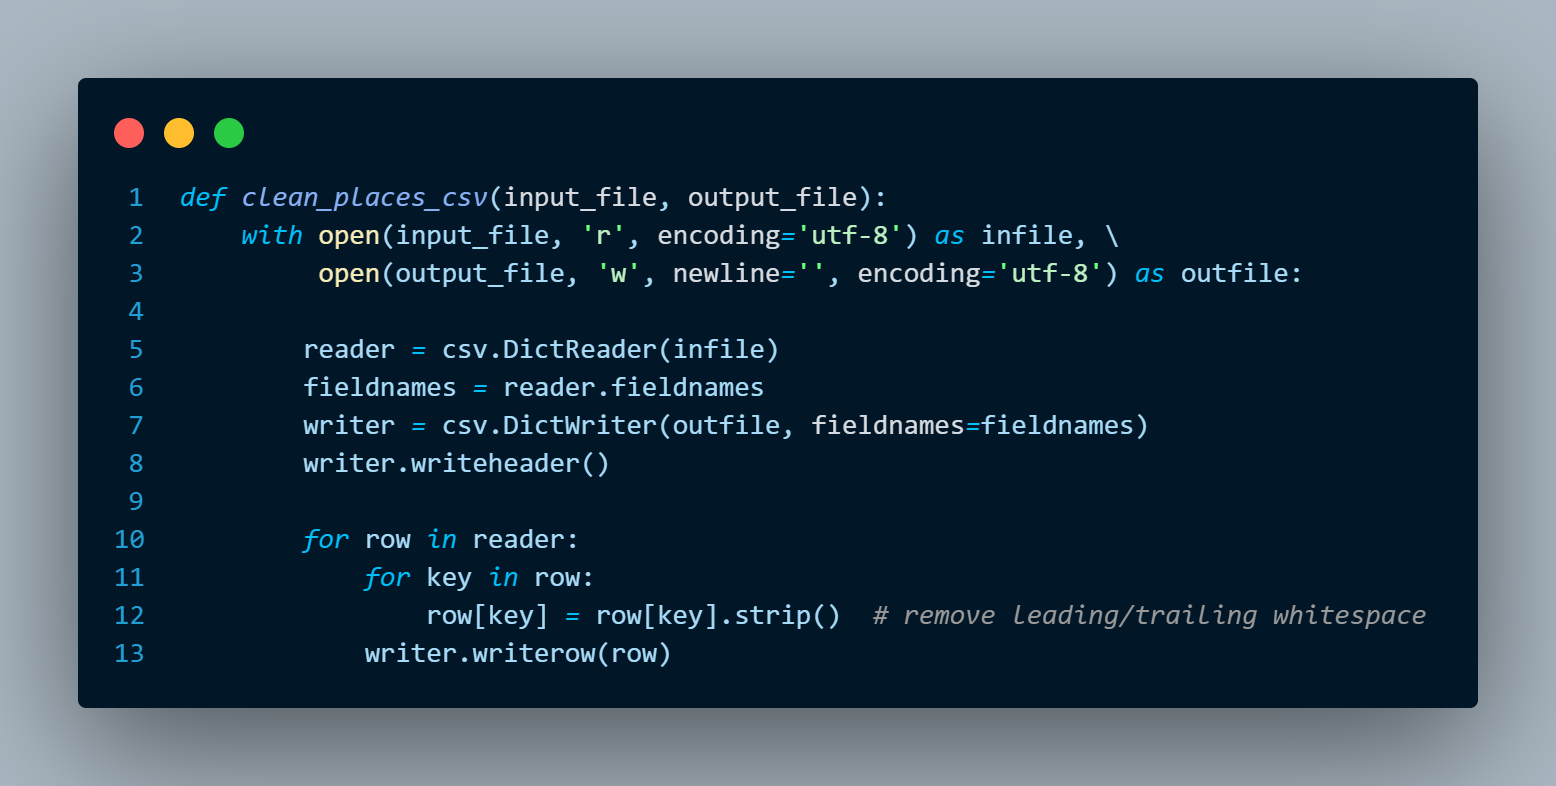 1 def clean_places_csv(input_file, output_file):
2     with open(input_file, 'r', encoding='utf-8') as infile, \
3          open(output_file, 'w', newline='', encoding='utf-8') as outfile:
4
5         reader = csv.DictReader(infile)
6         fieldnames = reader.fieldnames
7         writer = csv.DictWriter(outfile, fieldnames=fieldnames)
8         writer.writeheader()
9
10         for row in reader:
11             for key in row:
12                 row[key] = row[key].strip()  # remove leading/trailing whitespace
13             writer.writerow(row)